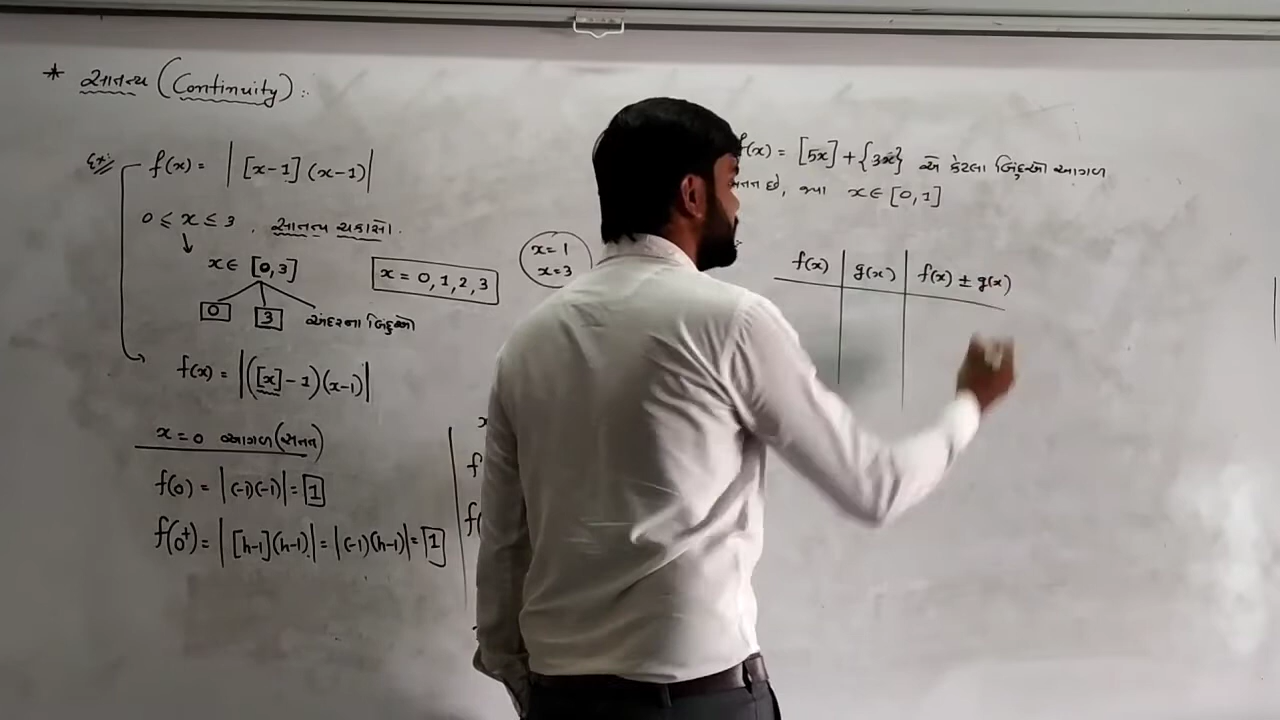 * સાતત્ય (Continuity) :
Ex: f(x) = |[x-1] (x-1)|
0 ≤ x ≤ 3 , સાતત્ય ચકાસો.
x ∈ [0,3]
x = 0, 1, 2, 3
x = 1
x = 3
0 3 અંદરના બિંદુઓ
f(x) = |([x]-1)(x-1)|
x = 0 આગળ (સતત)
f(0) = |(-1)(-1)| = 1
f(0⁺) = |[h-1](h-1)| = |(-1)(h-1)| = 1
f(x) = [5x] + {3x} એ કેટલા બિંદુઓ આગળ
x ∈ [0,1]
f(x) g(x) f(x) ± g(x)